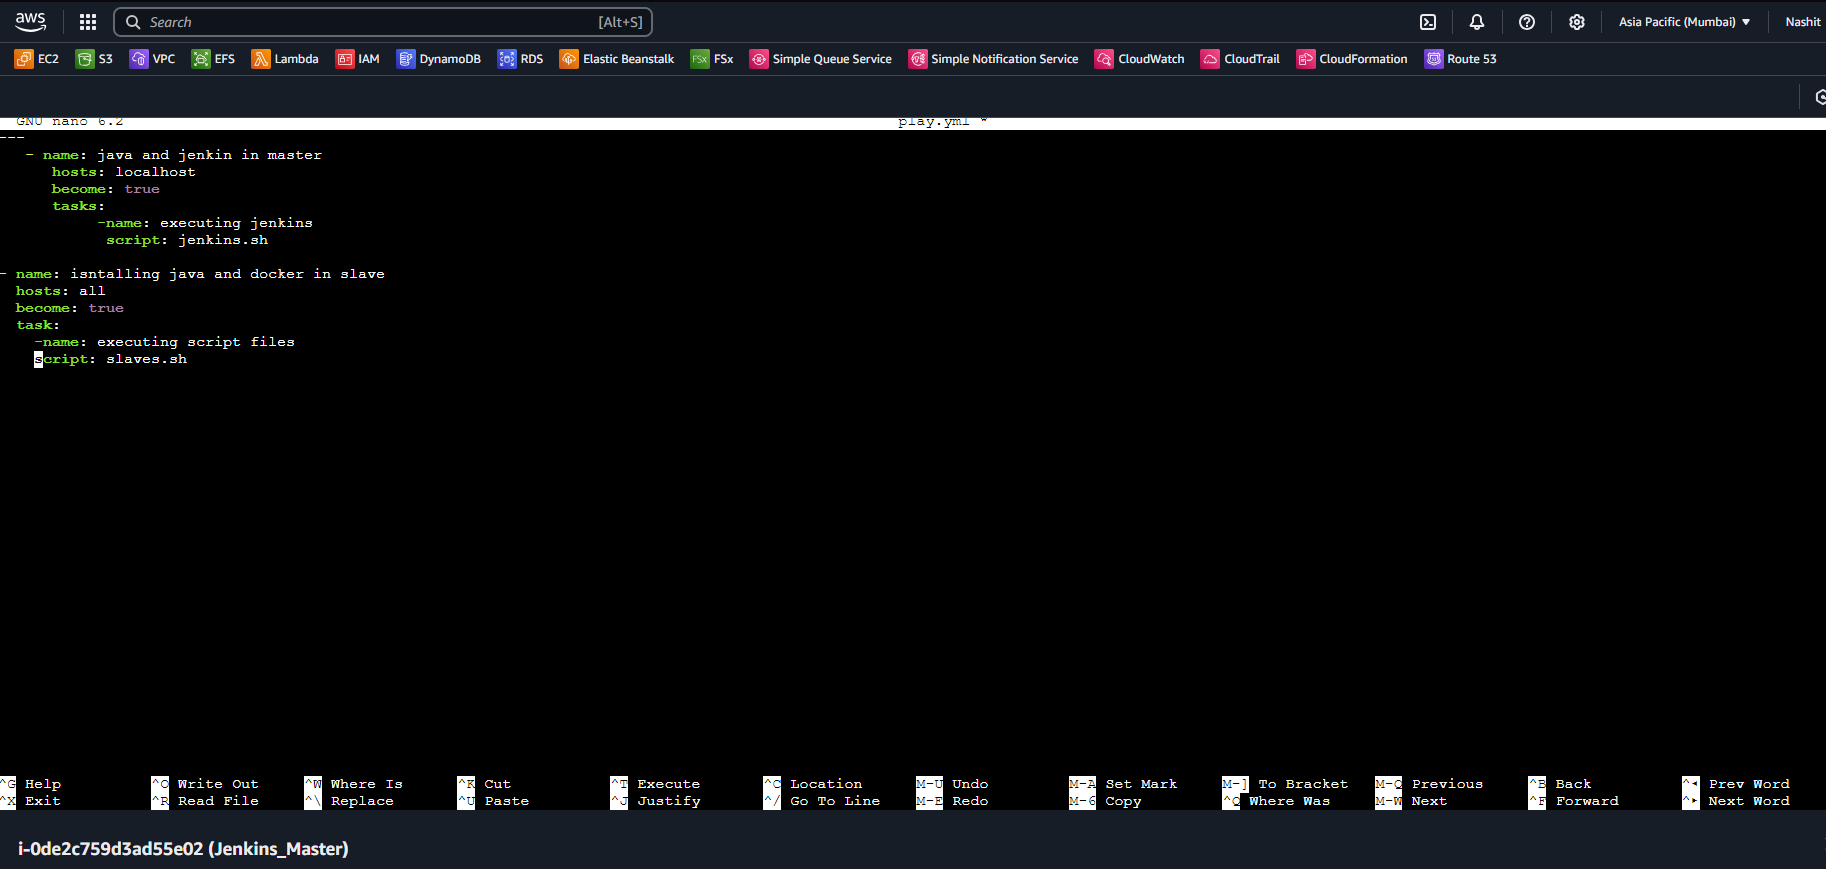 aws Search [Alt+S] Asia Pacific (Mumbai) Nashit
EC2 S3 VPC EFS Lambda IAM DynamoDB RDS Elastic Beanstalk FSx FSx Simple Queue Service Simple Notification Service CloudWatch CloudTrail CloudFormation Route 53
GNU nano 6.2 play.yml *
---
   - name: java and jenkin in master
      hosts: localhost
      become: true
      tasks:
           -name: executing jenkins
            script: jenkins.sh
- name: isntalling java and docker in slave
  hosts: all
  become: true
  task:
    -name: executing script files
    script: slaves.sh
^G Help ^O Write Out ^W Where Is ^K Cut ^T Execute ^C Location M-U Undo M-A Set Mark M-] To Bracket M-Q Previous ^B Back ^◂ Prev Word
^X Exit ^R Read File ^\ Replace ^U Paste ^J Justify ^/ Go To Line M-E Redo M-6 Copy ^Q Where Was M-W Next ^F Forward ^▸ Next Word
i-0de2c759d3ad55e02 (Jenkins_Master)